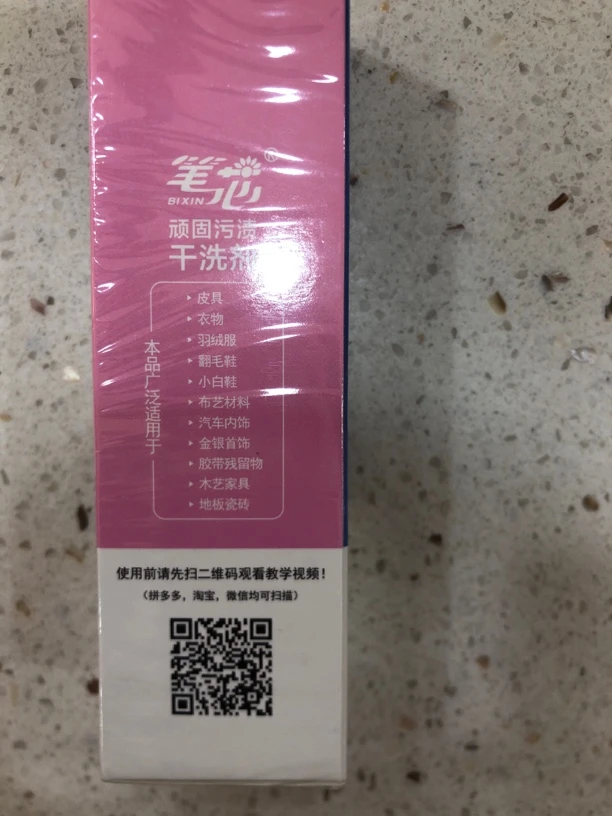 笔芯®
BIXIN
顽固污渍
干洗剂
本品广泛适用于
皮具
衣物
羽绒服
翻毛鞋
小白鞋
布艺材料
汽车内饰
金银首饰
胶带残留物
木艺家具
地板瓷砖
使用前请先扫二维码观看教学视频！
（拼多多，淘宝，微信均可扫描）